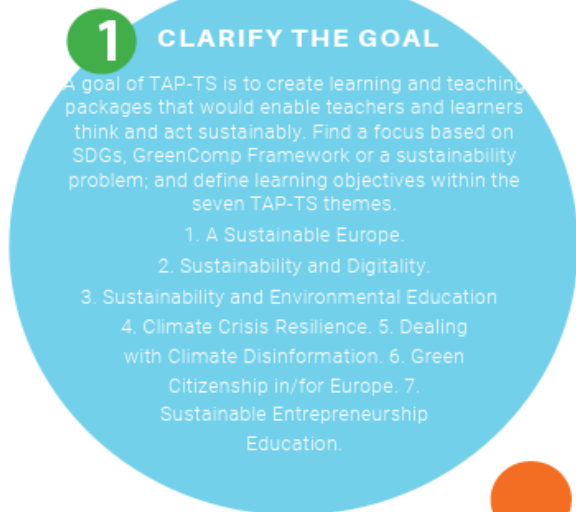 1 CLARIFY THE GOAL
A goal of TAP-TS is to create learning and teaching
packages that would enable teachers and learners
think and act sustainably. Find a focus based on
SDGs, GreenComp Framework or a sustainability
problem; and define learning objectives within the
seven TAP-TS themes.
1. A Sustainable Europe.
2. Sustainability and Digitality.
3. Sustainability and Environmental Education
4. Climate Crisis Resilience. 5. Dealing
with Climate Disinformation. 6. Green
Citizenship in/for Europe. 7.
Sustainable Entrepreneurship
Education.